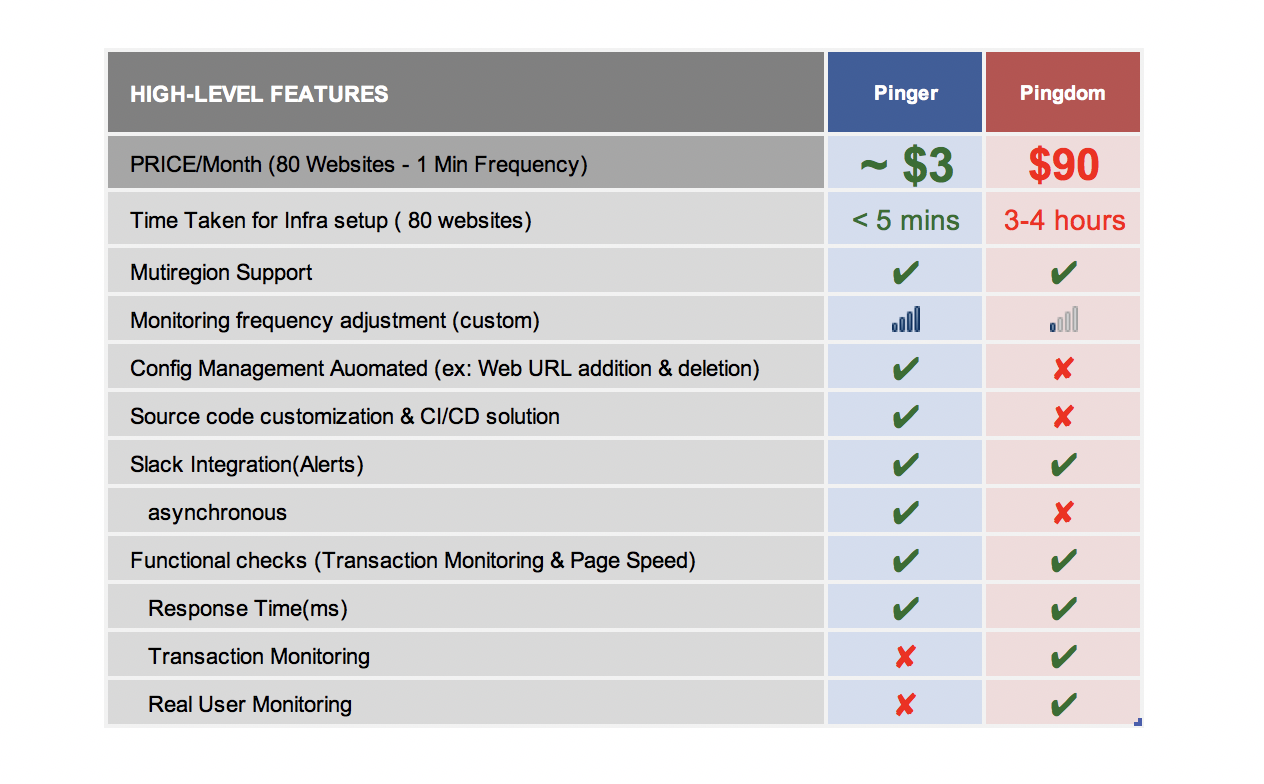 HIGH-LEVEL FEATURES Pinger Pingdom
PRICE/Month (80 Websites - 1 Min Frequency) ~ $3 $90
Time Taken for Infra setup ( 80 websites) < 5 mins 3-4 hours
Mutiregion Support ✔ ✔
Monitoring frequency adjustment (custom)
Config Management Auomated (ex: Web URL addition & deletion) ✔ ✘
Source code customization & CI/CD solution ✔ ✘
Slack Integration(Alerts) ✔ ✔
asynchronous ✔ ✘
Functional checks (Transaction Monitoring & Page Speed) ✔ ✔
Response Time(ms) ✔ ✔
Transaction Monitoring ✘ ✔
Real User Monitoring ✘ ✔